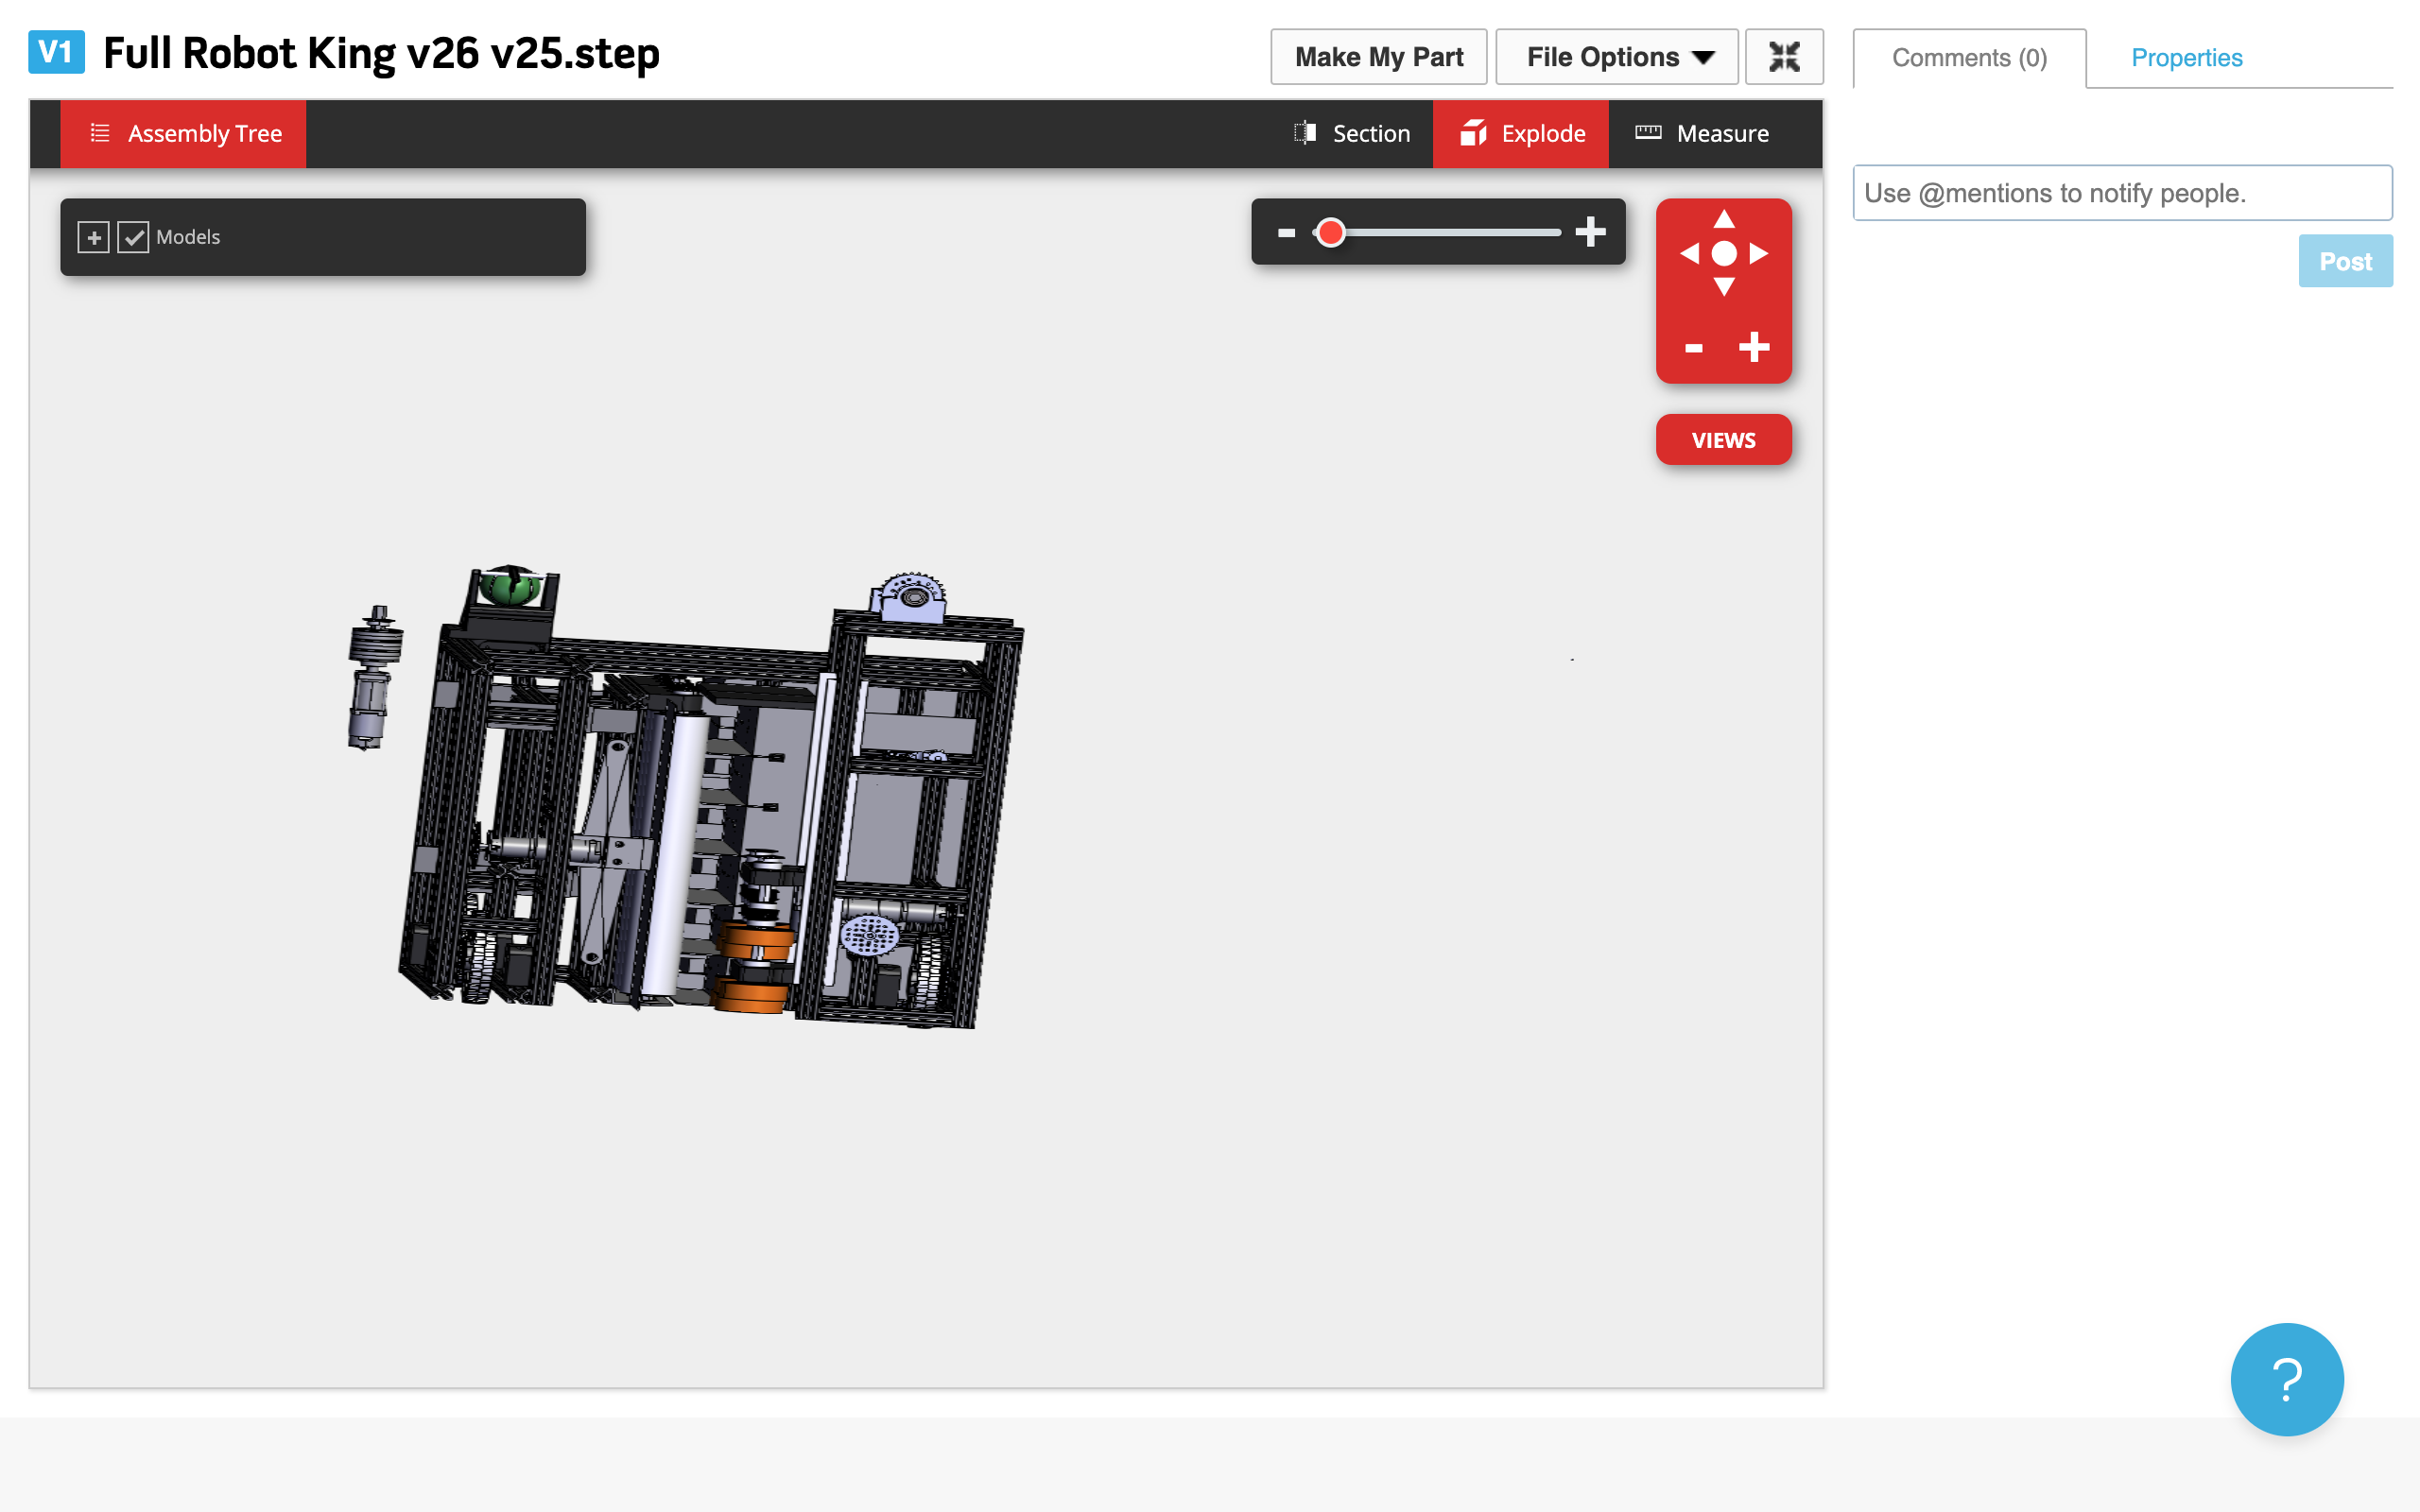 V1 Full Robot King v26 v25.step
Make My Part
File Options
Comments (0)
Properties
Assembly Tree
Section
Explode
Measure
Use @mentions to notify people.
Post
Models
- +
- +
VIEWS
?